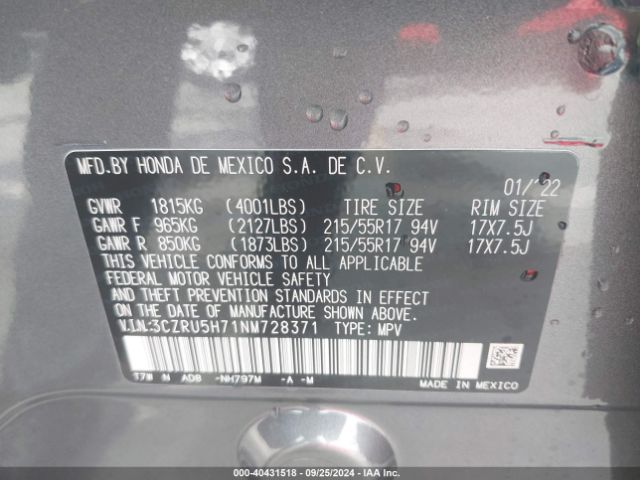 MFD.BY HONDA DE MEXICO S.A. DE C.V.
01/'22
GVWR 1815KG (4001LBS) TIRE SIZE RIM SIZE
GAWR F 965KG (2127LBS) 215/55R17 94V 17X7.5J
GAWR R 850KG (1873LBS) 215/55R17 94V 17X7.5J
THIS VEHICLE CONFORMS TO ALL APPLICABLE
FEDERAL MOTOR VEHICLE SAFETY
AND THEFT PREVENTION STANDARDS IN EFFECT
ON THE DATE OF MANUFACTURE SHOWN ABOVE.
V.I.N.:3CZRU5H71NM728371 TYPE: MPV
T7W N ADB -NH797M -A -M
MADE IN MEXICO
000-40431518 - 09/25/2024 - IAA, Inc.